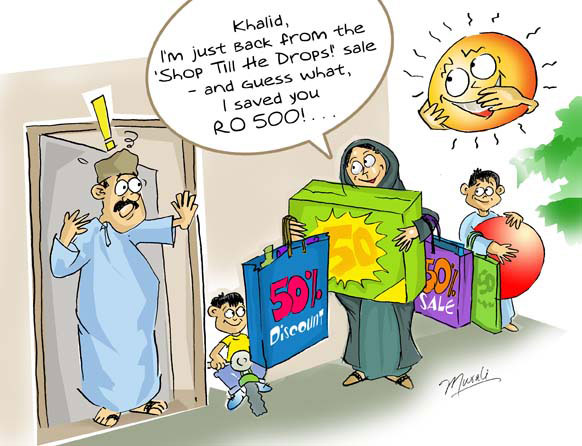 Khalid,
I'm just Back from the
'Shop Till He Drops!' sale
- and guess what,
I saved you
RO 500!....
50
50%
Discount
50%
SALE
50
Murali